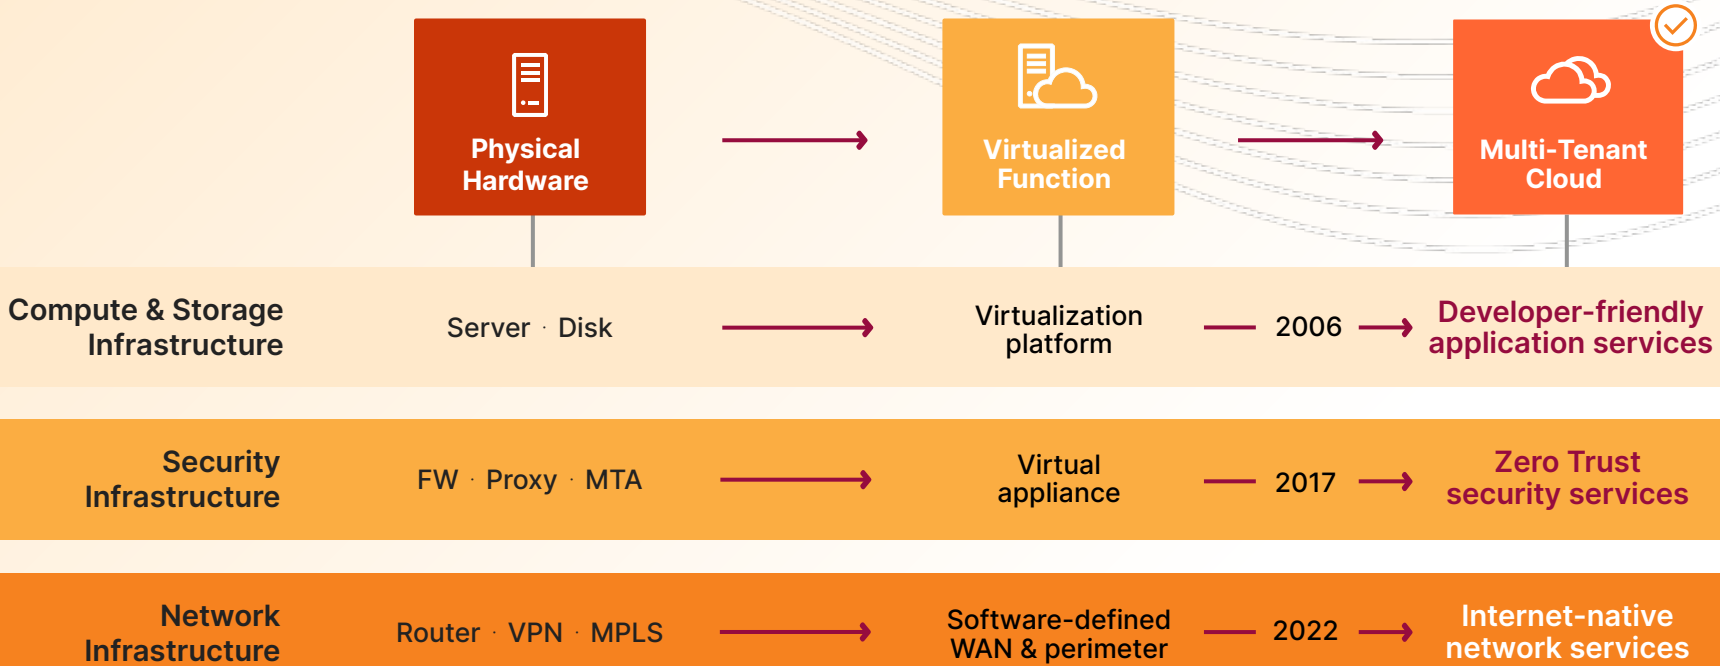 Physical
Hardware
Virtualized
Function
Multi-Tenant
Cloud
Compute & Storage
Infrastructure
Server · Disk
Virtualization
platform
2006
Developer-friendly
application services
Security
Infrastructure
FW · Proxy · MTA
Virtual
appliance
2017
Zero Trust
security services
Network
Infrastructure
Router · VPN · MPLS
Software-defined
WAN & perimeter
2022
Internet-native
network services